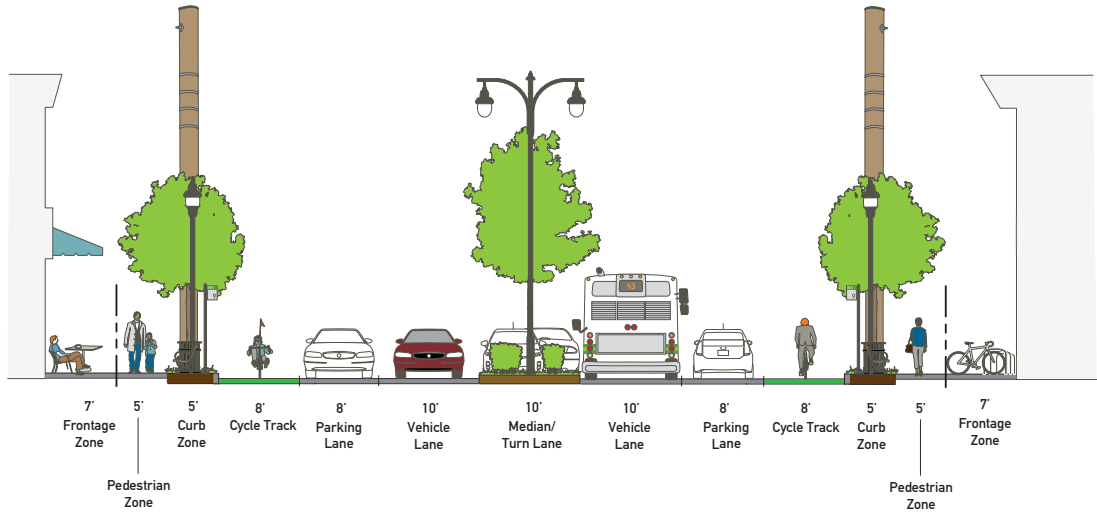 43
7’
Frontage
Zone
5’
Pedestrian
Zone
5’
Curb
Zone
8’
Cycle Track
8’
Parking
Lane
10’
Vehicle
Lane
10’
Median/
Turn Lane
10’
Vehicle
Lane
8’
Parking
Lane
8’
Cycle Track
5’
Curb
Zone
5’
Pedestrian
Zone
7’
Frontage
Zone